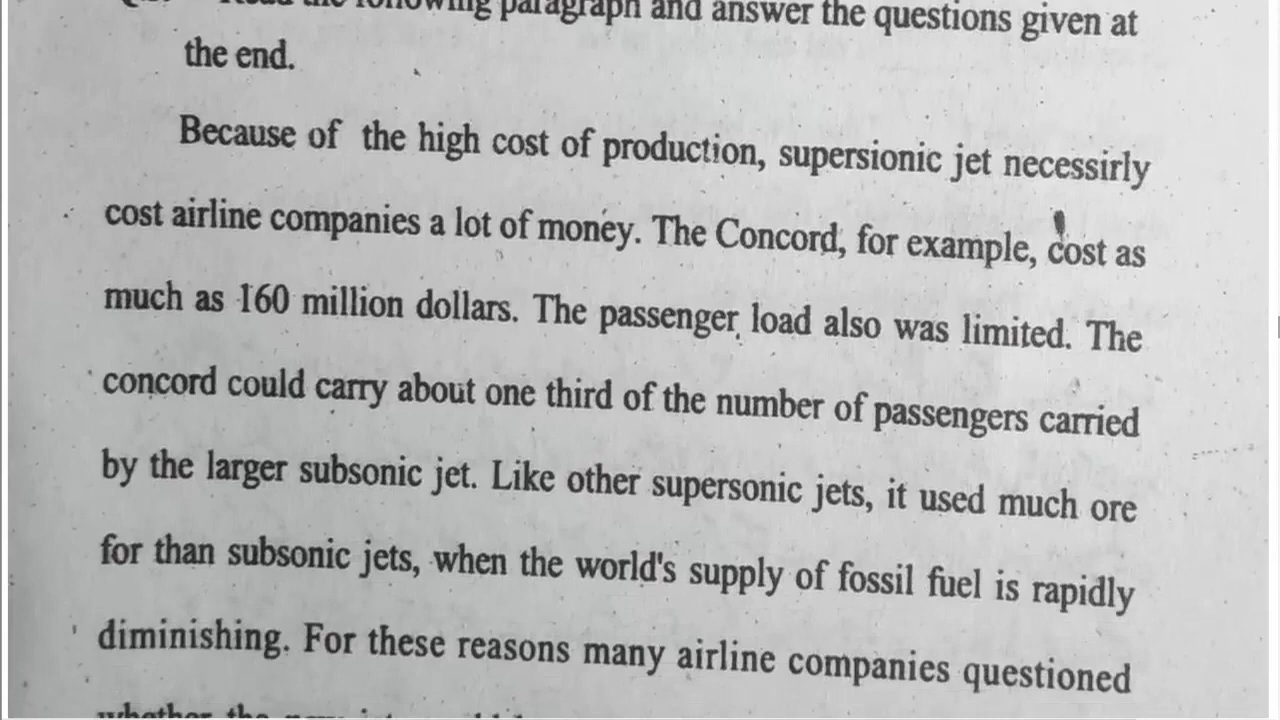 the following paragraph and answer the questions given at
the end.
Because of the high cost of production, supersionic jet necessirly
cost airline companies a lot of money. The Concord, for example, cost as
much as 160 million dollars. The passenger load also was limited. The
concord could carry about one third of the number of passengers carried
by the larger subsonic jet. Like other supersonic jets, it used much ore
for than subsonic jets, when the world's supply of fossil fuel is rapidly
diminishing. For these reasons many airline companies questioned
whether the